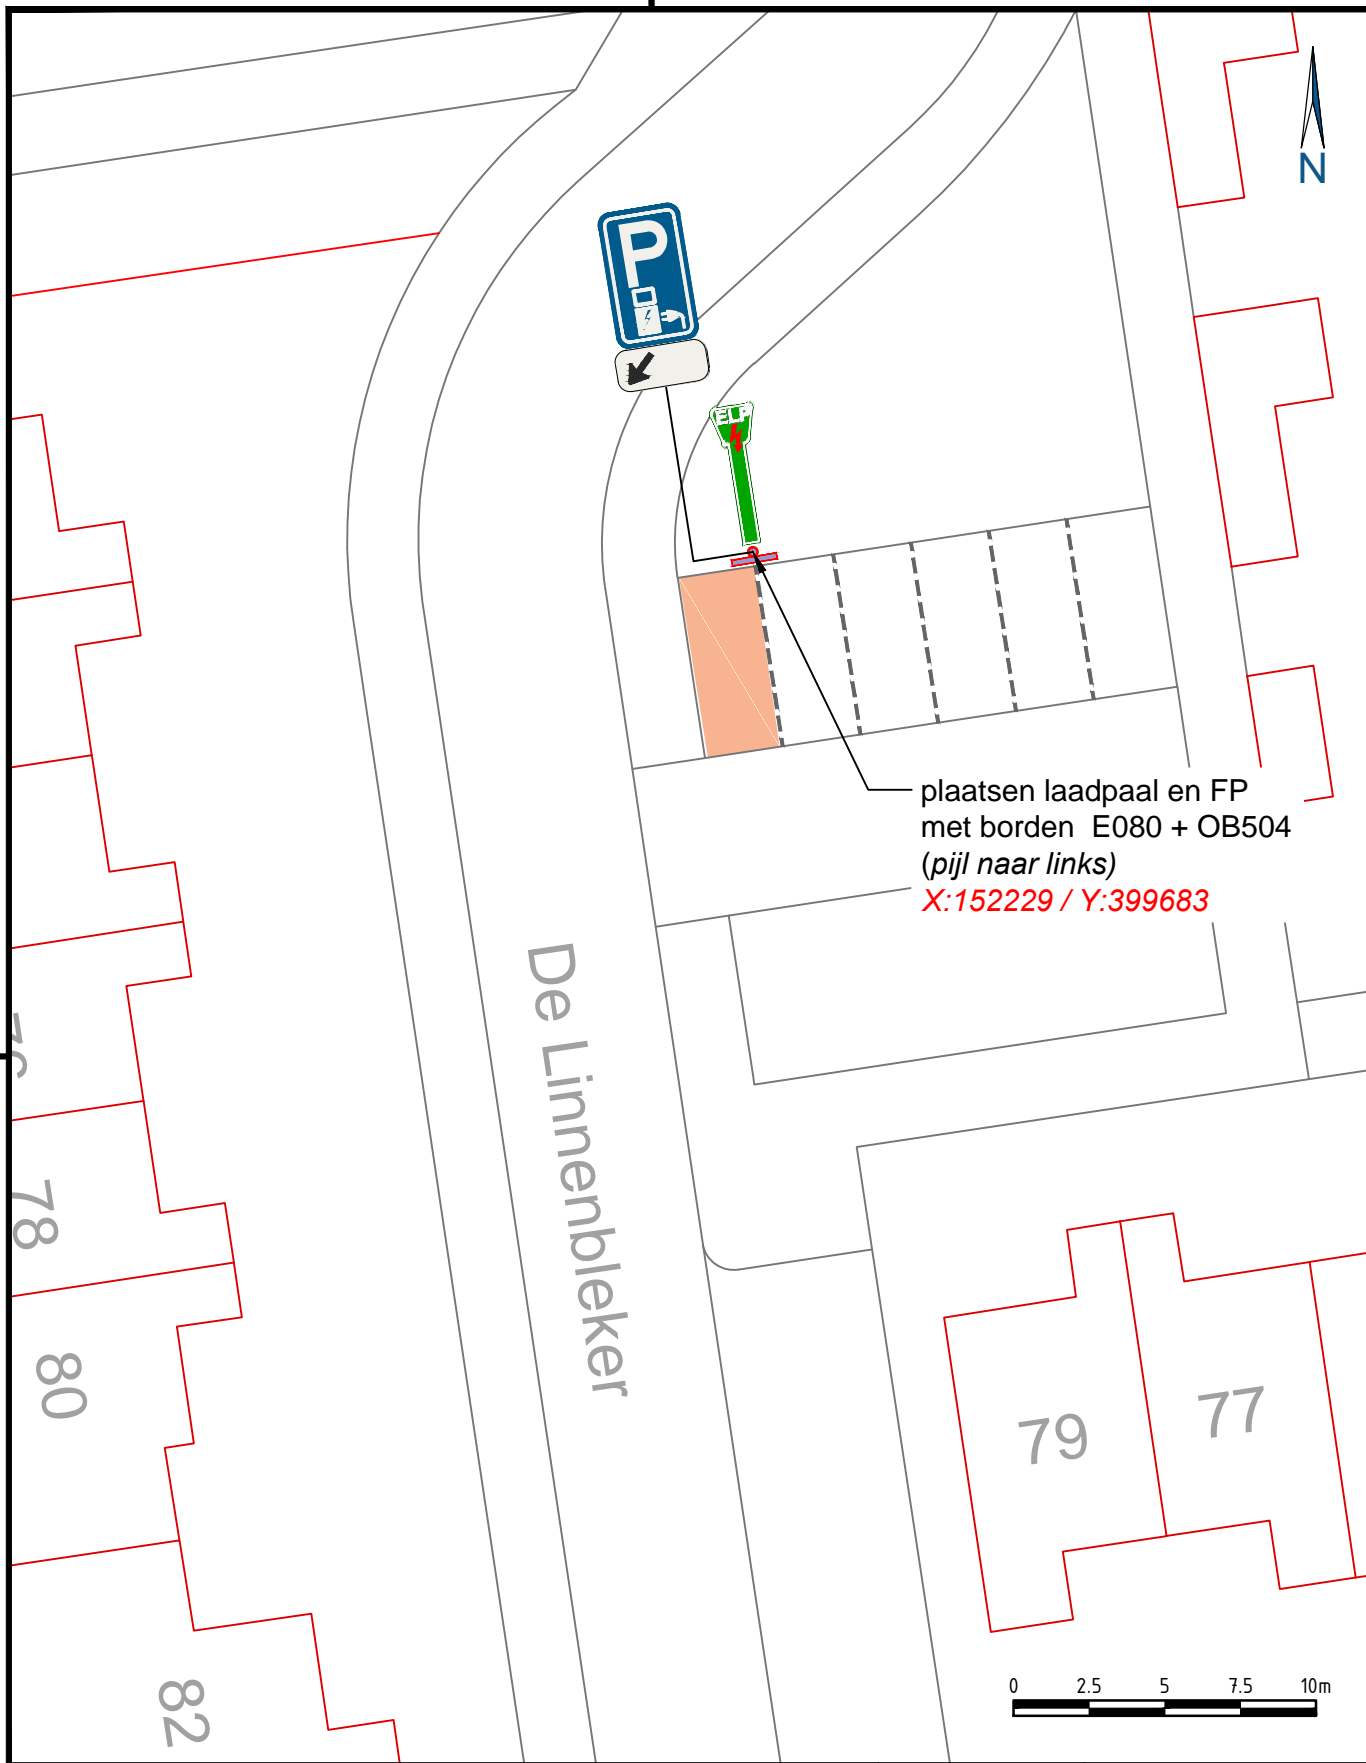 N
P
ELP
plaatsen laadpaal en FP
met borden E080 + OB504
(pijl naar links)
X:152229 / Y:399683
De Linnenbleker
78
80
82
79
77
0 2.5 5 7.5 10m